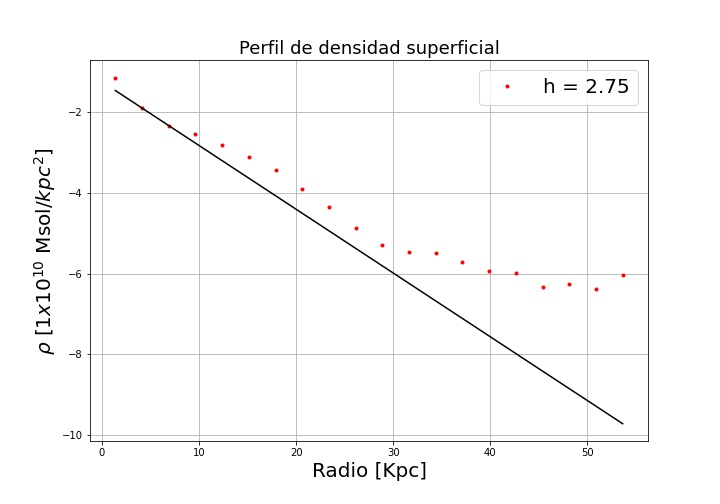 Perfil de densidad superficial
h = 2.75
ρ [1x10¹⁰ Msol/kpc²]
−2
−4
−6
−8
−10
0 10 20 30 40 50
Radio [Kpc]